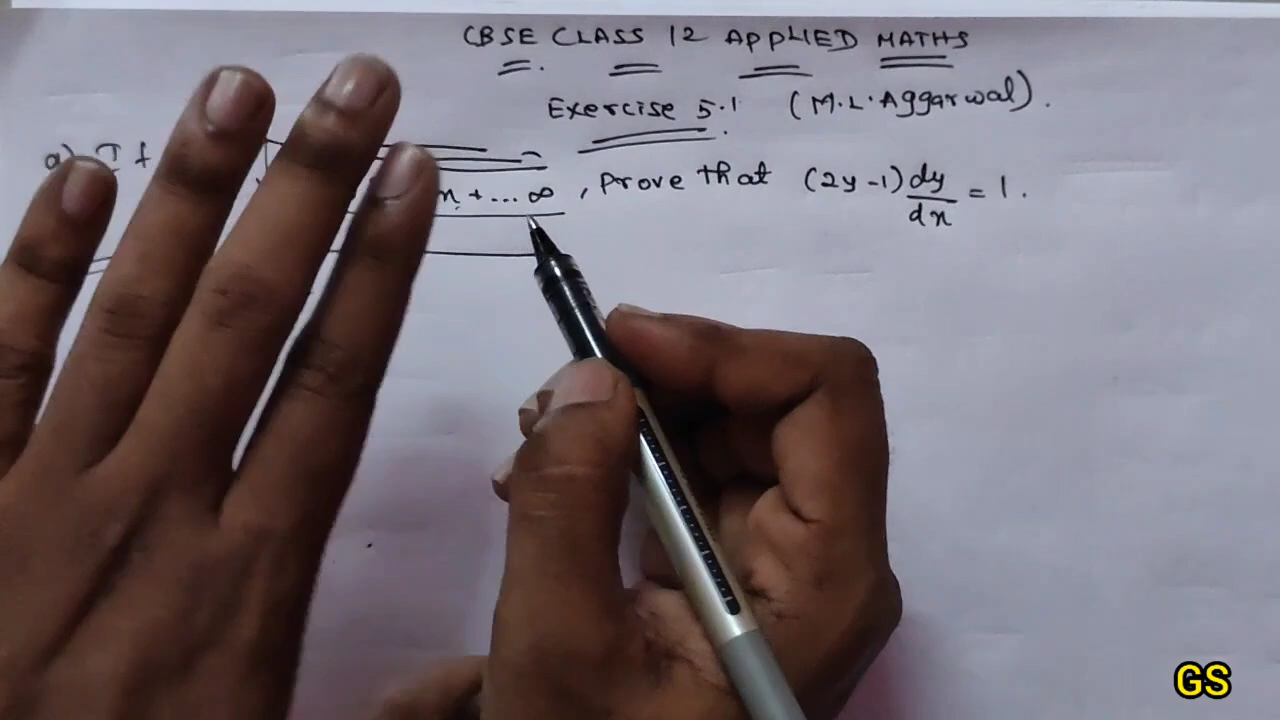 CBSE CLASS 12 APPLIED MATHS
Exercise 5.1 (M.L.Aggarwal).
a) If x + ... ∞ , prove that (2y-1) dy/dx = 1.
GS